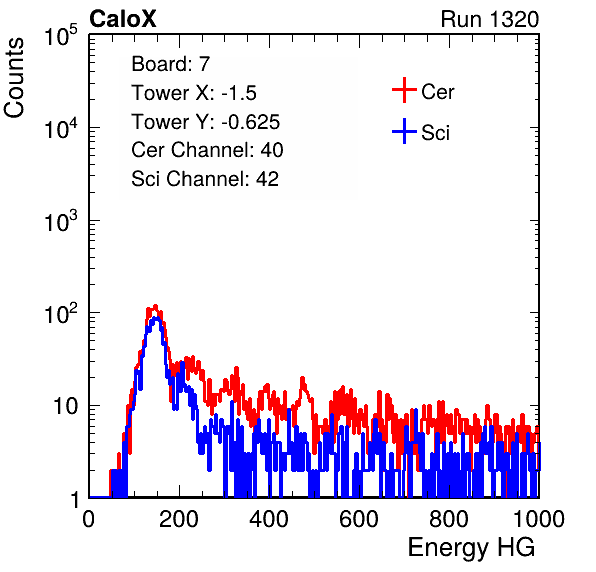 CaloX Run 1320
Counts
10^5
10^4
10^3
10^2
10
1
Board: 7
Tower X: -1.5
Tower Y: -0.625
Cer Channel: 40
Sci Channel: 42
Cer
Sci
0 200 400 600 800 1000
Energy HG